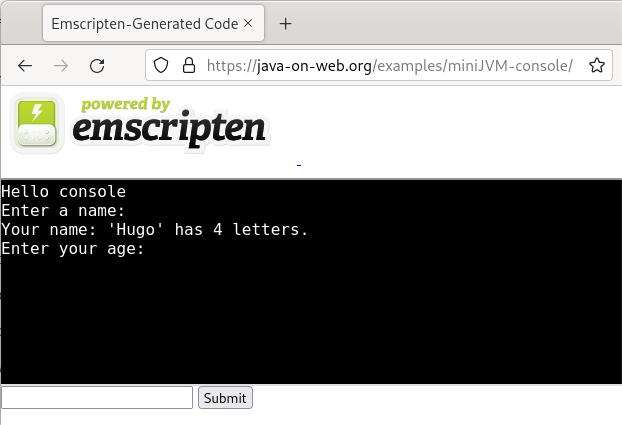 Emscripten-Generated Code ×
https://java-on-web.org/examples/miniJVM-console/
powered by
emscripten
-
Hello console
Enter a name:
Your name: 'Hugo' has 4 letters.
Enter your age:
Submit